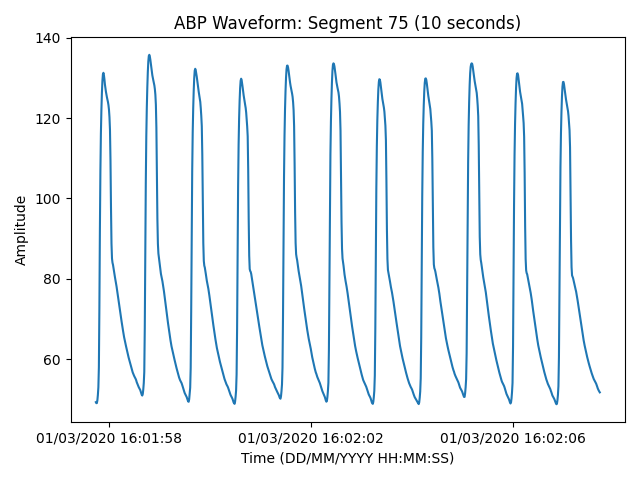 ABP Waveform: Segment 75 (10 seconds)
140
120
100
80
60
Amplitude
01/03/2020 16:01:58
01/03/2020 16:02:02
01/03/2020 16:02:06
Time (DD/MM/YYYY HH:MM:SS)